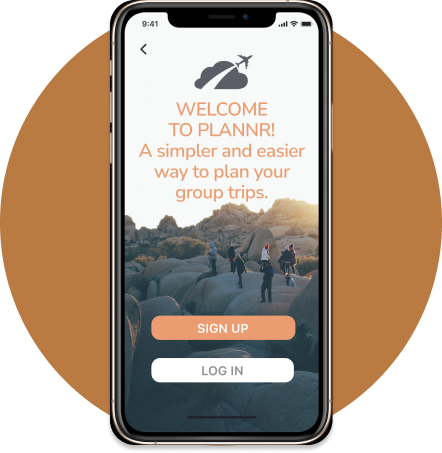 9:41
WELCOME
TO PLANNR!
A simpler and easier
way to plan your
group trips.
SIGN UP
LOG IN